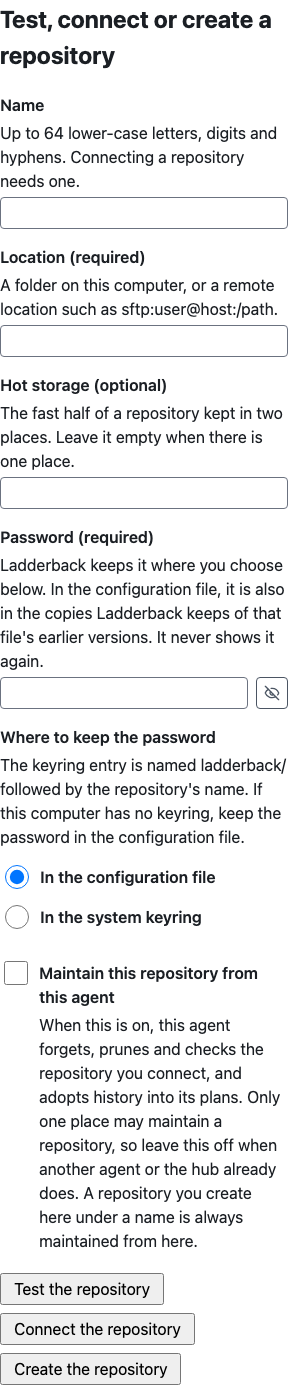 Test, connect or create a
repository
Name
Up to 64 lower-case letters, digits and
hyphens. Connecting a repository
needs one.
Location (required)
A folder on this computer, or a remote
location such as sftp:user@host:/path.
Hot storage (optional)
The fast half of a repository kept in two
places. Leave it empty when there is
one place.
Password (required)
Ladderback keeps it where you choose
below. In the configuration file, it is also
in the copies Ladderback keeps of that
file's earlier versions. It never shows it
again.
Where to keep the password
The keyring entry is named ladderback/
followed by the repository's name. If
this computer has no keyring, keep the
password in the configuration file.
In the configuration file
In the system keyring
Maintain this repository from
this agent
When this is on, this agent
forgets, prunes and checks the
repository you connect, and
adopts history into its plans. Only
one place may maintain a
repository, so leave this off when
another agent or the hub already
does. A repository you create
here under a name is always
maintained from here.
Test the repository
Connect the repository
Create the repository